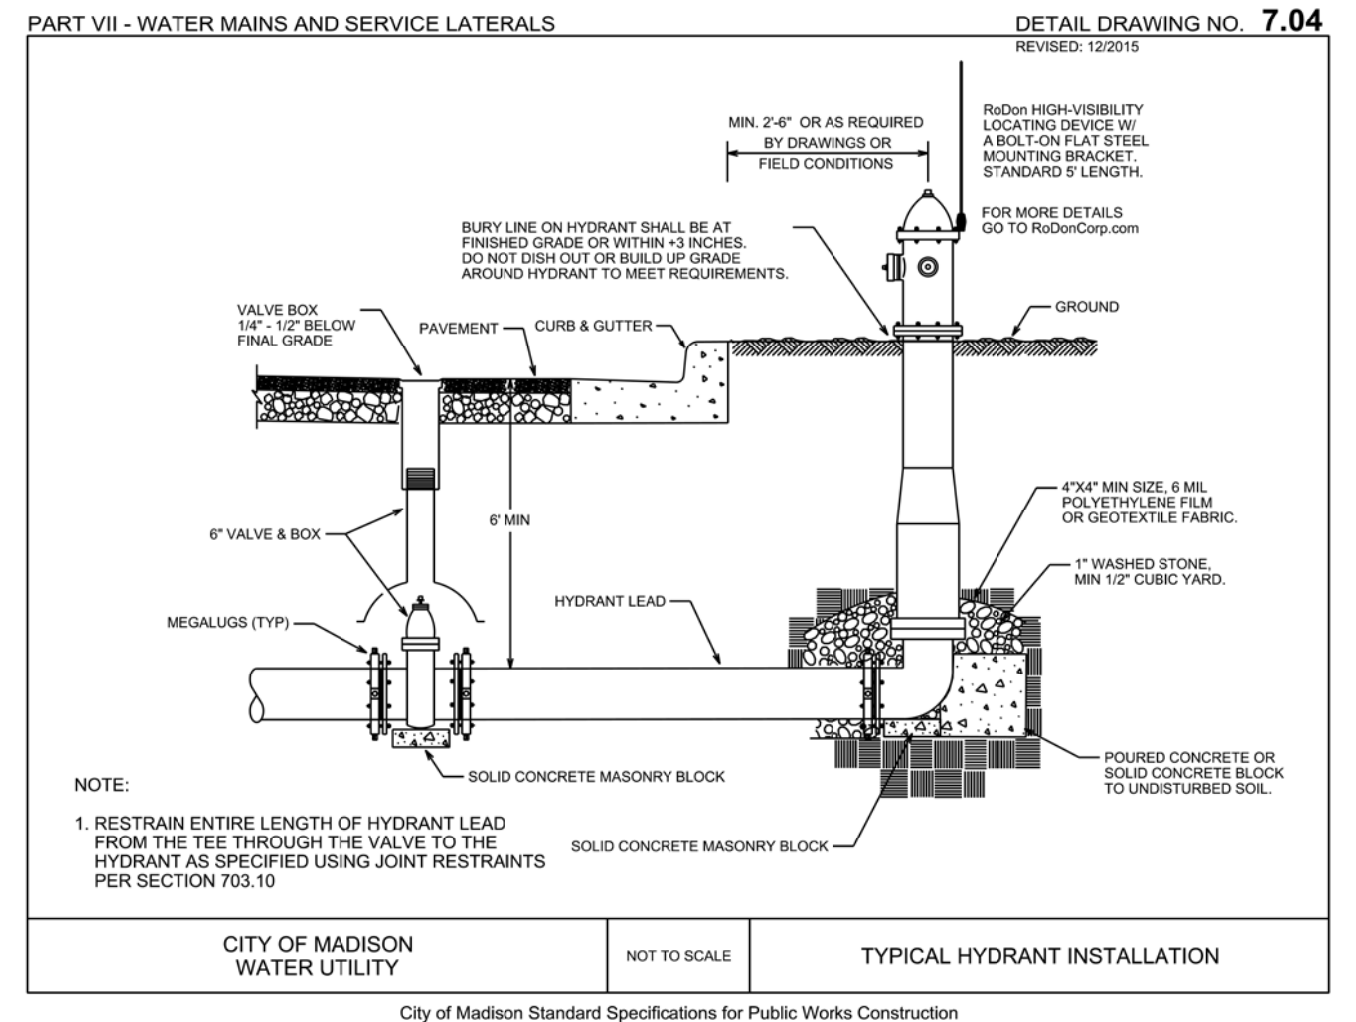 PART VII - WATER MAINS AND SERVICE LATERALS
DETAIL DRAWING NO. 7.04
REVISED: 12/2015
RoDon HIGH-VISIBILITY
LOCATING DEVICE W/
A BOLT-ON FLAT STEEL
MOUNTING BRACKET.
STANDARD 5' LENGTH.
FOR MORE DETAILS
GO TO RoDonCorp.com
MIN. 2'-6" OR AS REQUIRED
BY DRAWINGS OR
FIELD CONDITIONS
BURY LINE ON HYDRANT SHALL BE AT
FINISHED GRADE OR WITHIN +3 INCHES.
DO NOT DISH OUT OR BUILD UP GRADE
AROUND HYDRANT TO MEET REQUIREMENTS.
VALVE BOX
1/4" - 1/2" BELOW
FINAL GRADE
PAVEMENT
CURB & GUTTER
GROUND
4"X4" MIN SIZE, 6 MIL
POLYETHYLENE FILM
OR GEOTEXTILE FABRIC.
6' MIN
6" VALVE & BOX
1" WASHED STONE,
MIN 1/2" CUBIC YARD.
HYDRANT LEAD
MEGALUGS (TYP)
POURED CONCRETE OR
SOLID CONCRETE BLOCK
TO UNDISTURBED SOIL.
SOLID CONCRETE MASONRY BLOCK
SOLID CONCRETE MASONRY BLOCK
NOTE:
1. RESTRAIN ENTIRE LENGTH OF HYDRANT LEAD
FROM THE TEE THROUGH THE VALVE TO THE
HYDRANT AS SPECIFIED USING JOINT RESTRAINTS
PER SECTION 703.10
CITY OF MADISON
WATER UTILITY
NOT TO SCALE
TYPICAL HYDRANT INSTALLATION
City of Madison Standard Specifications for Public Works Construction